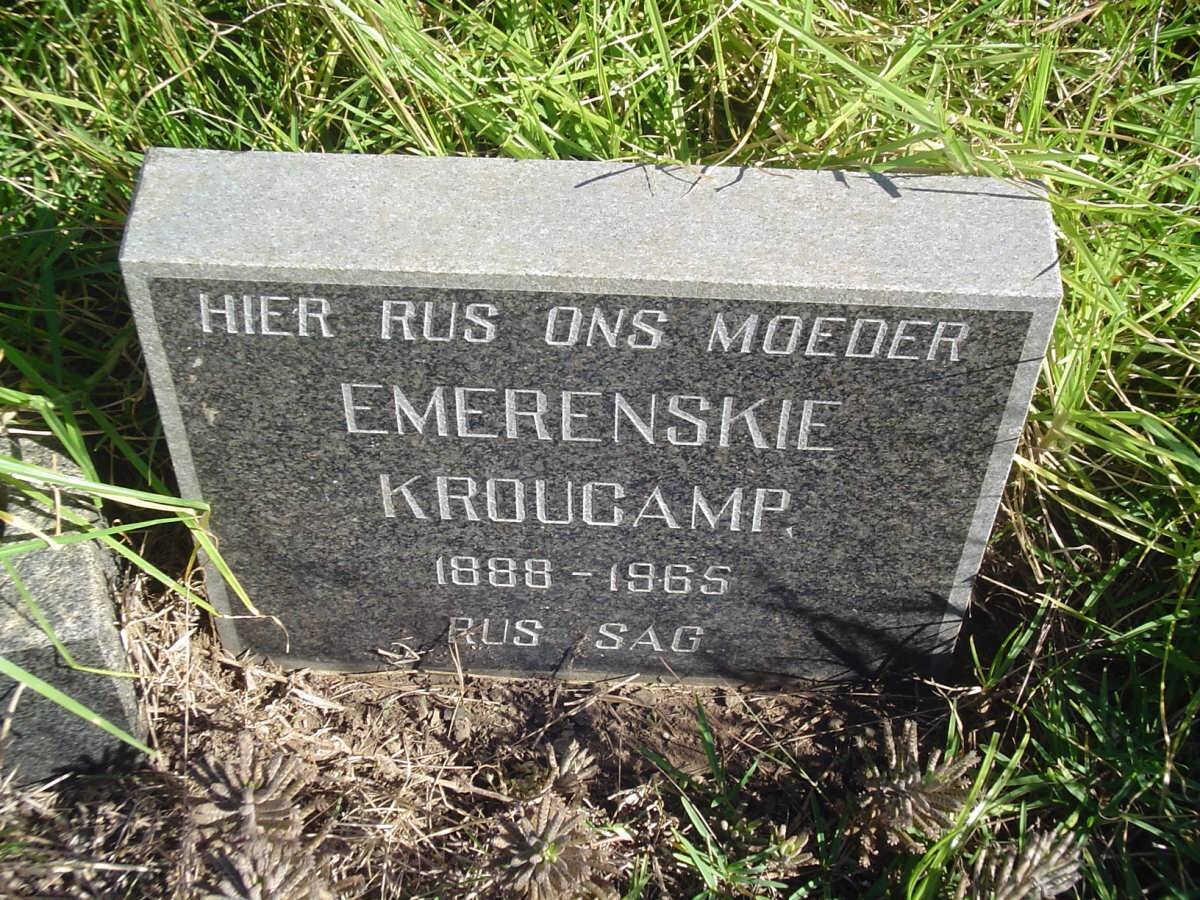 HIER RUS ONS MOEDER
EMERENSKIE
KROUCAMP.
1888 - 1965
RUS SAG